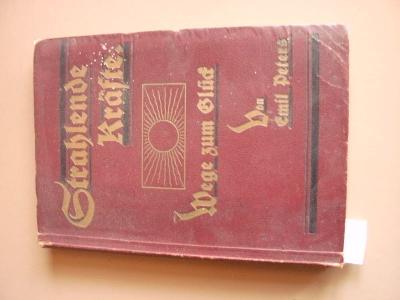 Strahlende
Kräfte.
Wege zum Glück
Von
Emil Peters